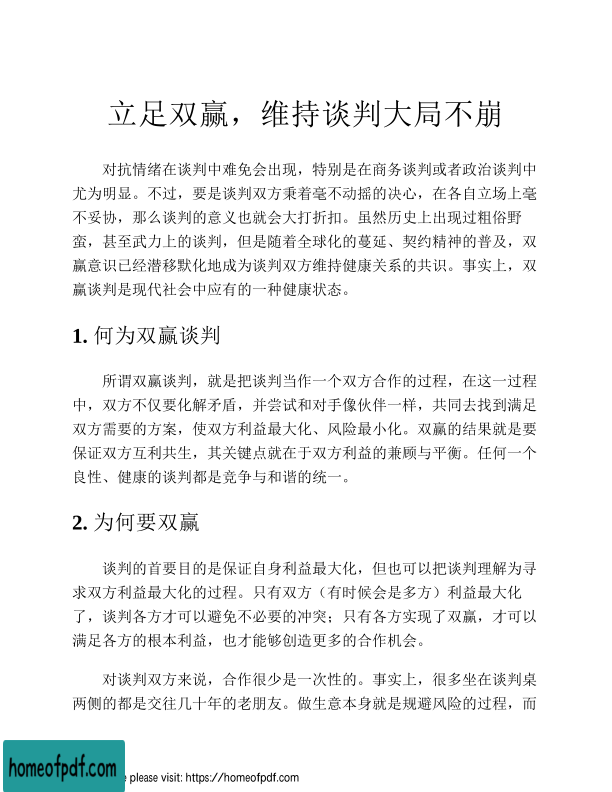 立足双赢，维持谈判大局不崩
对抗情绪在谈判中难免会出现，特别是在商务谈判或者政治谈判中
尤为明显。不过，要是谈判双方秉着毫不动摇的决心，在各自立场上毫
不妥协，那么谈判的意义也就会大打折扣。虽然历史上出现过粗俗野
蛮，甚至武力上的谈判，但是随着全球化的蔓延、契约精神的普及，双
赢意识已经潜移默化地成为谈判双方维持健康关系的共识。事实上，双
赢谈判是现代社会中应有的一种健康状态。
1. 何为双赢谈判
所谓双赢谈判，就是把谈判当作一个双方合作的过程，在这一过程
中，双方不仅要化解矛盾，并尝试和对手像伙伴一样，共同去找到满足
双方需要的方案，使双方利益最大化、风险最小化。双赢的结果就是要
保证双方互利共生，其关键点就在于双方利益的兼顾与平衡。任何一个
良性、健康的谈判都是竞争与和谐的统一。
2. 为何要双赢
谈判的首要目的是保证自身利益最大化，但也可以把谈判理解为寻
求双方利益最大化的过程。只有双方（有时候会是多方）利益最大化
了，谈判各方才可以避免不必要的冲突；只有各方实现了双赢，才可以
满足各方的根本利益，也才能够创造更多的合作机会。
对谈判双方来说，合作很少是一次性的。事实上，很多坐在谈判桌
两侧的都是交往几十年的老朋友。做生意本身就是规避风险的过程，而
homeofpdf.com
please visit: https://homeofpdf.com